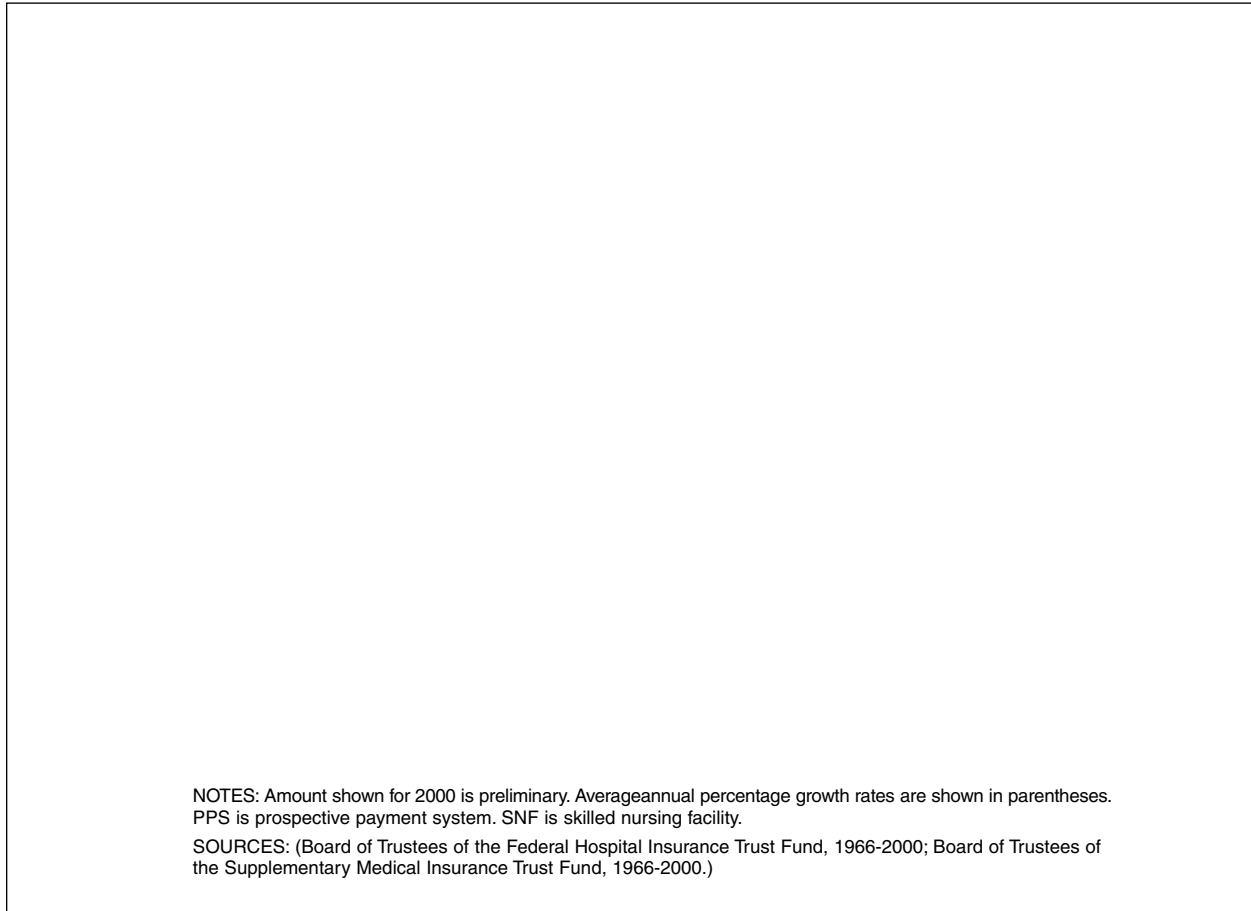 NOTES: Amount shown for 2000 is preliminary. Averageannual percentage growth rates are shown in parentheses.
PPS is prospective payment system. SNF is skilled nursing facility.
SOURCES: (Board of Trustees of the Federal Hospital Insurance Trust Fund, 1966-2000; Board of Trustees of
the Supplementary Medical Insurance Trust Fund, 1966-2000.)